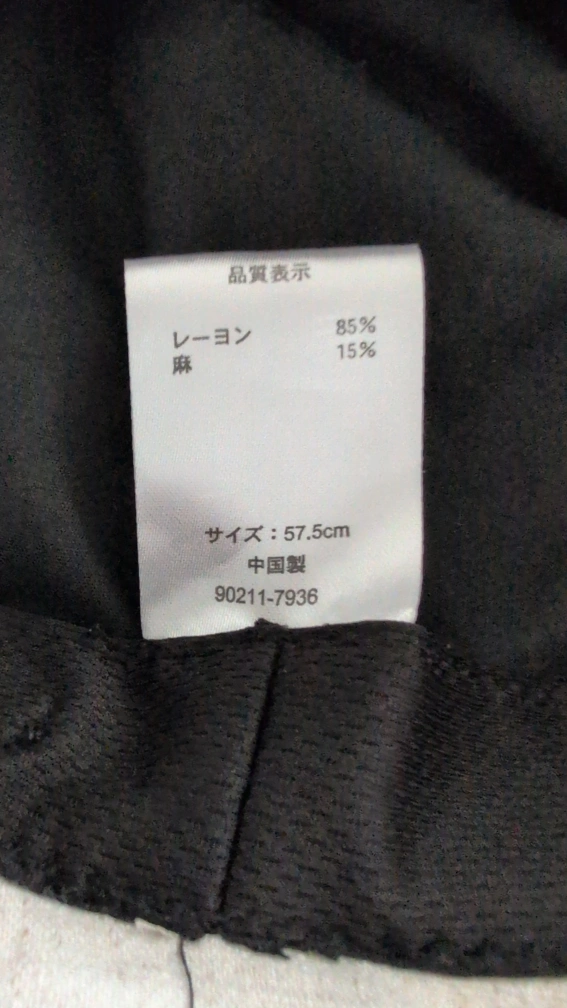 品質表示
レーヨン 85%
麻 15%
サイズ：57.5cm
中国製
90211-7936